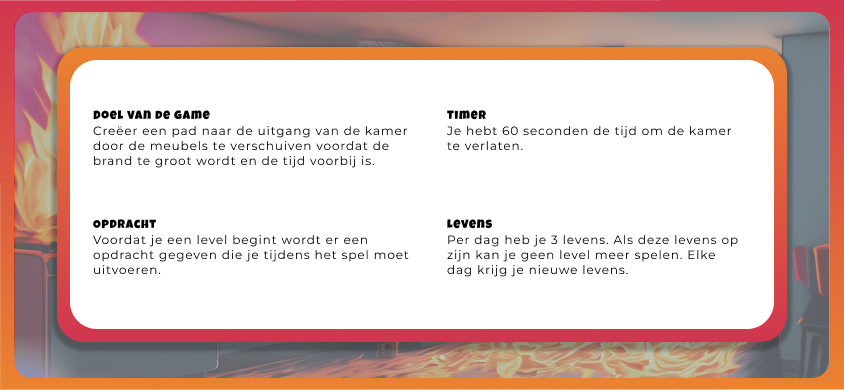 Doel van de game
Creëer een pad naar de uitgang van de kamer
door de meubels te verschuiven voordat de
brand te groot wordt en de tijd voorbij is.
Timer
Je hebt 60 seconden de tijd om de kamer
te verlaten.
Opdracht
Voordat je een level begint wordt er een
opdracht gegeven die je tijdens het spel moet
uitvoeren.
Levens
Per dag heb je 3 levens. Als deze levens op
zijn kan je geen level meer spelen. Elke
dag krijg je nieuwe levens.